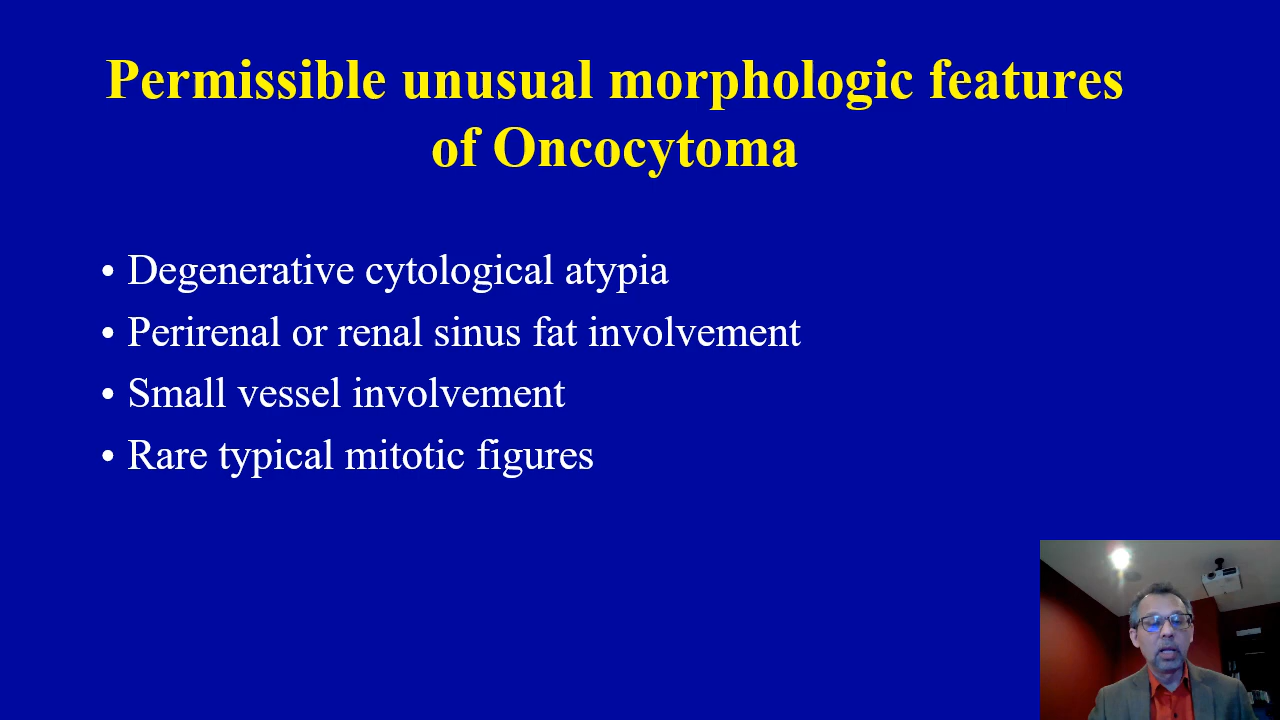 Permissible unusual morphologic features
of Oncocytoma
• Degenerative cytological atypia
• Perirenal or renal sinus fat involvement
• Small vessel involvement
• Rare typical mitotic figures